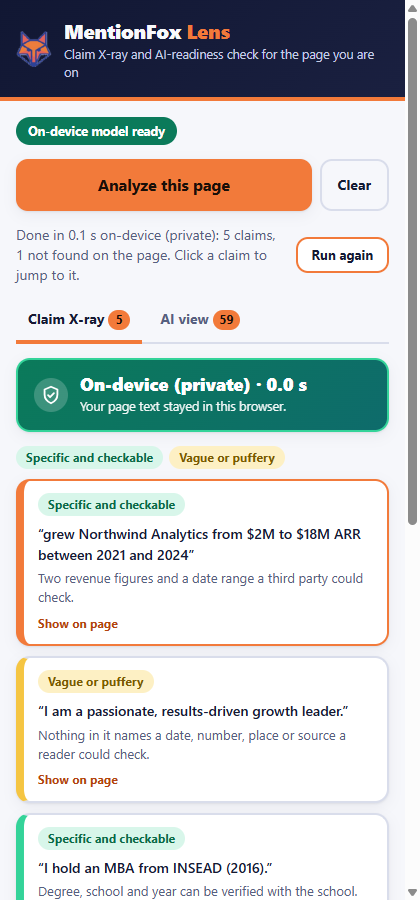 MentionFox Lens
Claim X-ray and AI-readiness check for the page you are
on
On-device model ready
Analyze this page
Clear
Done in 0.1 s on-device (private): 5 claims,
1 not found on the page. Click a claim to
jump to it.
Run again
Claim X-ray 5
AI view 59
On-device (private) · 0.0 s
Your page text stayed in this browser.
Specific and checkable
Vague or puffery
Specific and checkable
“grew Northwind Analytics from $2M to $18M ARR
between 2021 and 2024”
Two revenue figures and a date range a third party could
check.
Show on page
Vague or puffery
“I am a passionate, results-driven growth leader.”
Nothing in it names a date, number, place or source a
reader could check.
Show on page
Specific and checkable
“I hold an MBA from INSEAD (2016).”
Degree, school and year can be verified with the school.